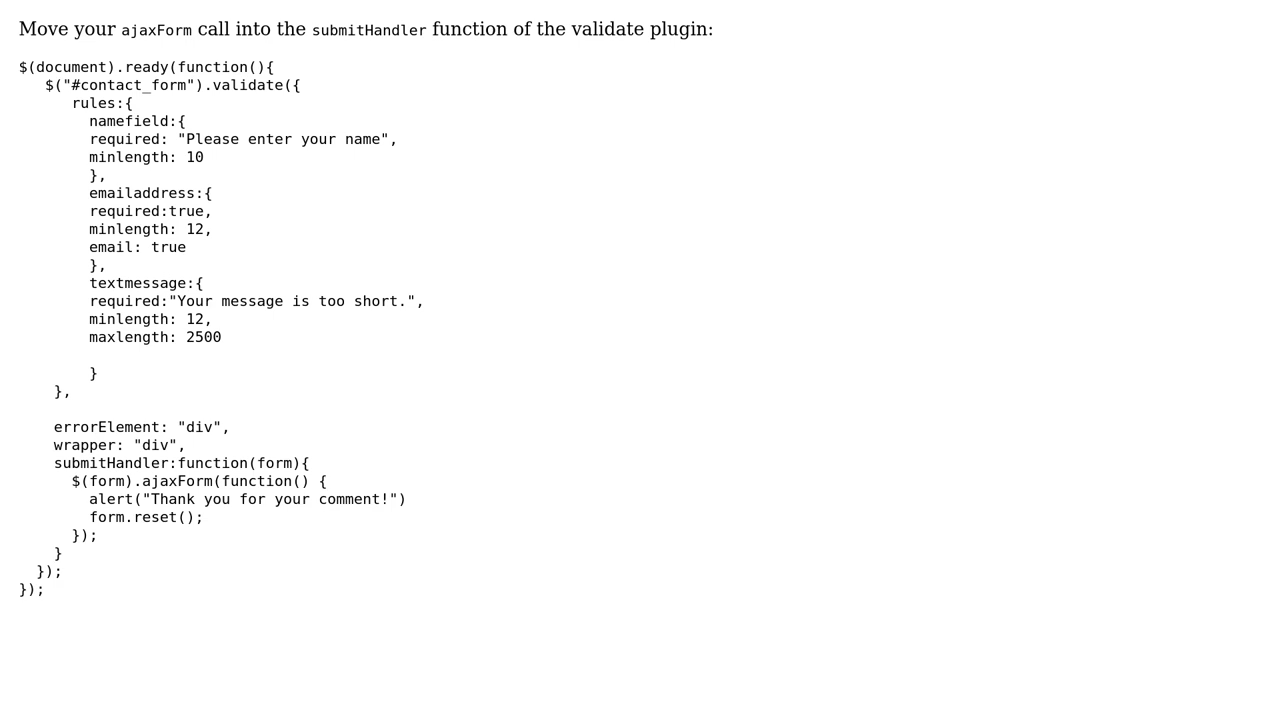 Move your ajaxForm call into the submitHandler function of the validate plugin:
$(document).ready(function(){
   $("#contact_form").validate({
      rules:{
        namefield:{
        required: "Please enter your name",
        minlength: 10
        },
        emailaddress:{
        required:true,
        minlength: 12,
        email: true
        },
        textmessage:{
        required:"Your message is too short.",
        minlength: 12,
        maxlength: 2500

        }
    },

    errorElement: "div",
    wrapper: "div",
    submitHandler:function(form){
      $(form).ajaxForm(function() {
        alert("Thank you for your comment!")
        form.reset();
      });
    }
  });
});